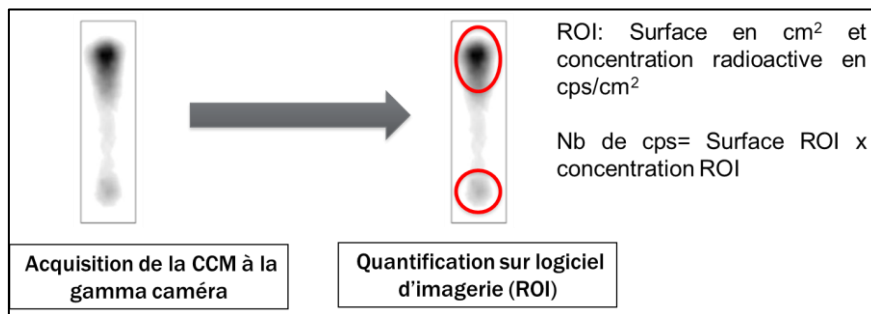 ROI: Surface en cm² et
concentration radioactive en
cps/cm²
Nb de cps= Surface ROI x
concentration ROI
Acquisition de la CCM à la
gamma caméra
Quantification sur logiciel
d’imagerie (ROI)